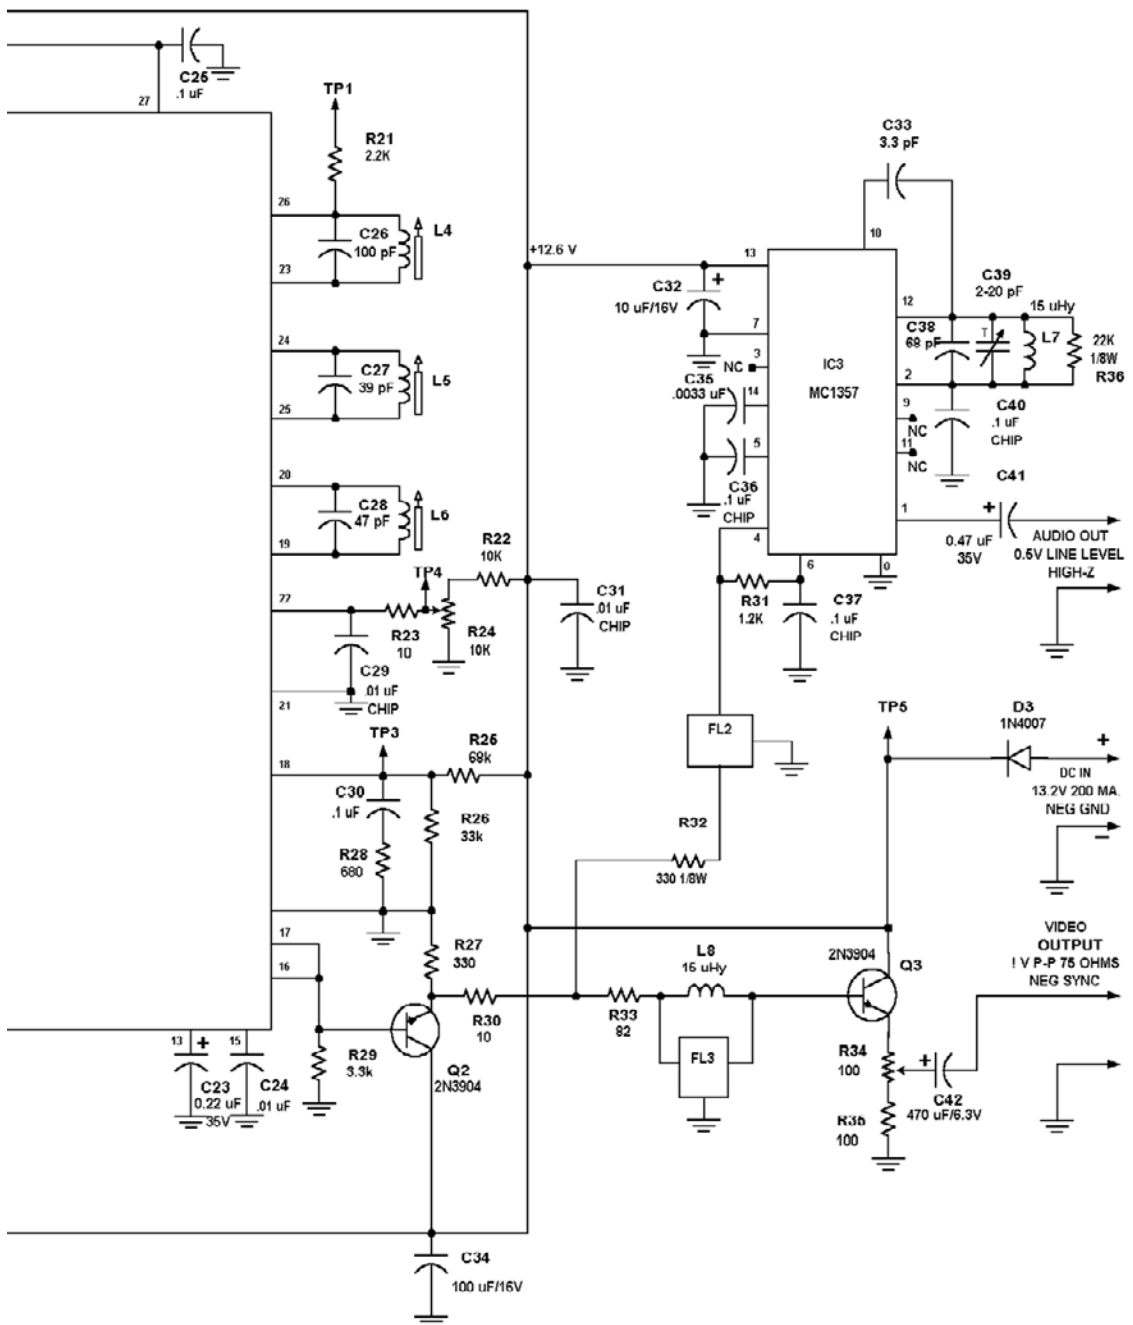 C25
.1 uF
27
TP1
R21
2.2K
26
C26
100 pF
L4
23
24
C27
39 pF
L5
25
20
C28
47 pF
L6
19
R22
10K
TP4
22
R23
10
R24
10K
C29
.01 uF
CHIP
21
C31
.01 uF
CHIP
TP3
R25
68k
18
C30
.1 uF
R26
33k
R28
680
17
16
R27
330
R30
10
13
+
15
C23
0.22 uF
35V
C24
.01 uF
R29
3.3k
Q2
2N3904
C34
100 uF/16V
+12.6 V
C33
3.3 pF
10
13
C32
10 uF/16V
+
7
3
NC
C35
.0033 uF
14
5
C36
.1 uF
CHIP
4
IC3
MC1357
12
C39
2-20 pF
C38
68 pF
T
15 uHy
L7
22K
1/8W
R36
2
9
NC
11
NC
C40
.1 uF
CHIP
C41
1
+
0.47 uF
35V
AUDIO OUT
0.5V LINE LEVEL
HIGH-Z
6
0
R31
1.2K
C37
.1 uF
CHIP
FL2
TP5
D3
1N4007
+
DC IN
13.2V 200 MA.
NEG GND
–
R32
330 1/8W
L8
15 uHy
R33
82
FL3
2N3904
Q3
VIDEO
OUTPUT
! V P-P 75 OHMS
NEG SYNC
R34
100
+
C42
470 uF/6.3V
R35
100